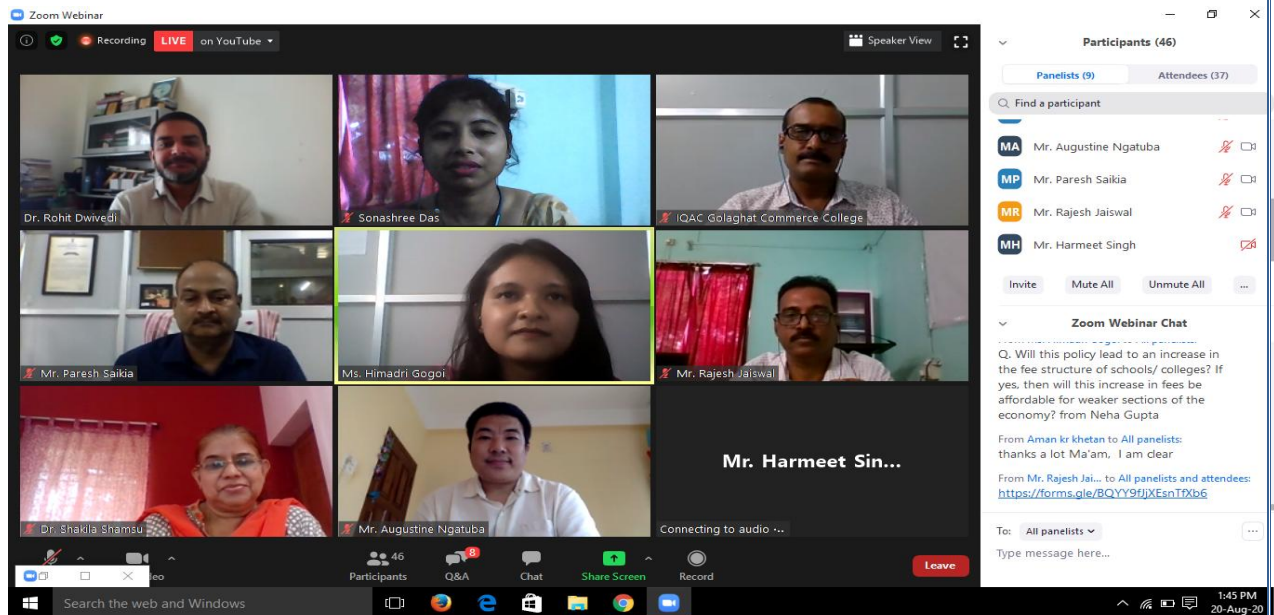 Zoom Webinar
Recording LIVE on YouTube
Speaker View
Dr. Rohit Dwivedi
Sonashree Das
IQAC Golaghat Commerce College
Mr. Paresh Saikia
Ms. Himadri Gogoi
Mr. Rajesh Jaiswal
Dr. Shakila Shamsu
Mr. Augustine Ngatuba
Mr. Harmeet Sin...
Connecting to audio ...
46
8
Participants
Q&A
Chat
Share Screen
Record
Leave
Participants (46)
Panelists (9)
Attendees (37)
Find a participant
MA Mr. Augustine Ngatuba
MP Mr. Paresh Saikia
MR Mr. Rajesh Jaiswal
MH Mr. Harmeet Singh
Invite
Mute All
Unmute All
...
Zoom Webinar Chat
Q. Will this policy lead to an increase in
the fee structure of schools/ colleges? If
yes, then will this increase in fees be
affordable for weaker sections of the
economy? from Neha Gupta
From Aman kr khetan to All panelists:
thanks a lot Ma'am, I am clear
From Mr. Rajesh Jai... to All panelists and attendees:
https://forms.gle/BQYY9fJjXEsnTfXb6
To: All panelists
Type message here...
Search the web and Windows
1:45 PM
20-Aug-20